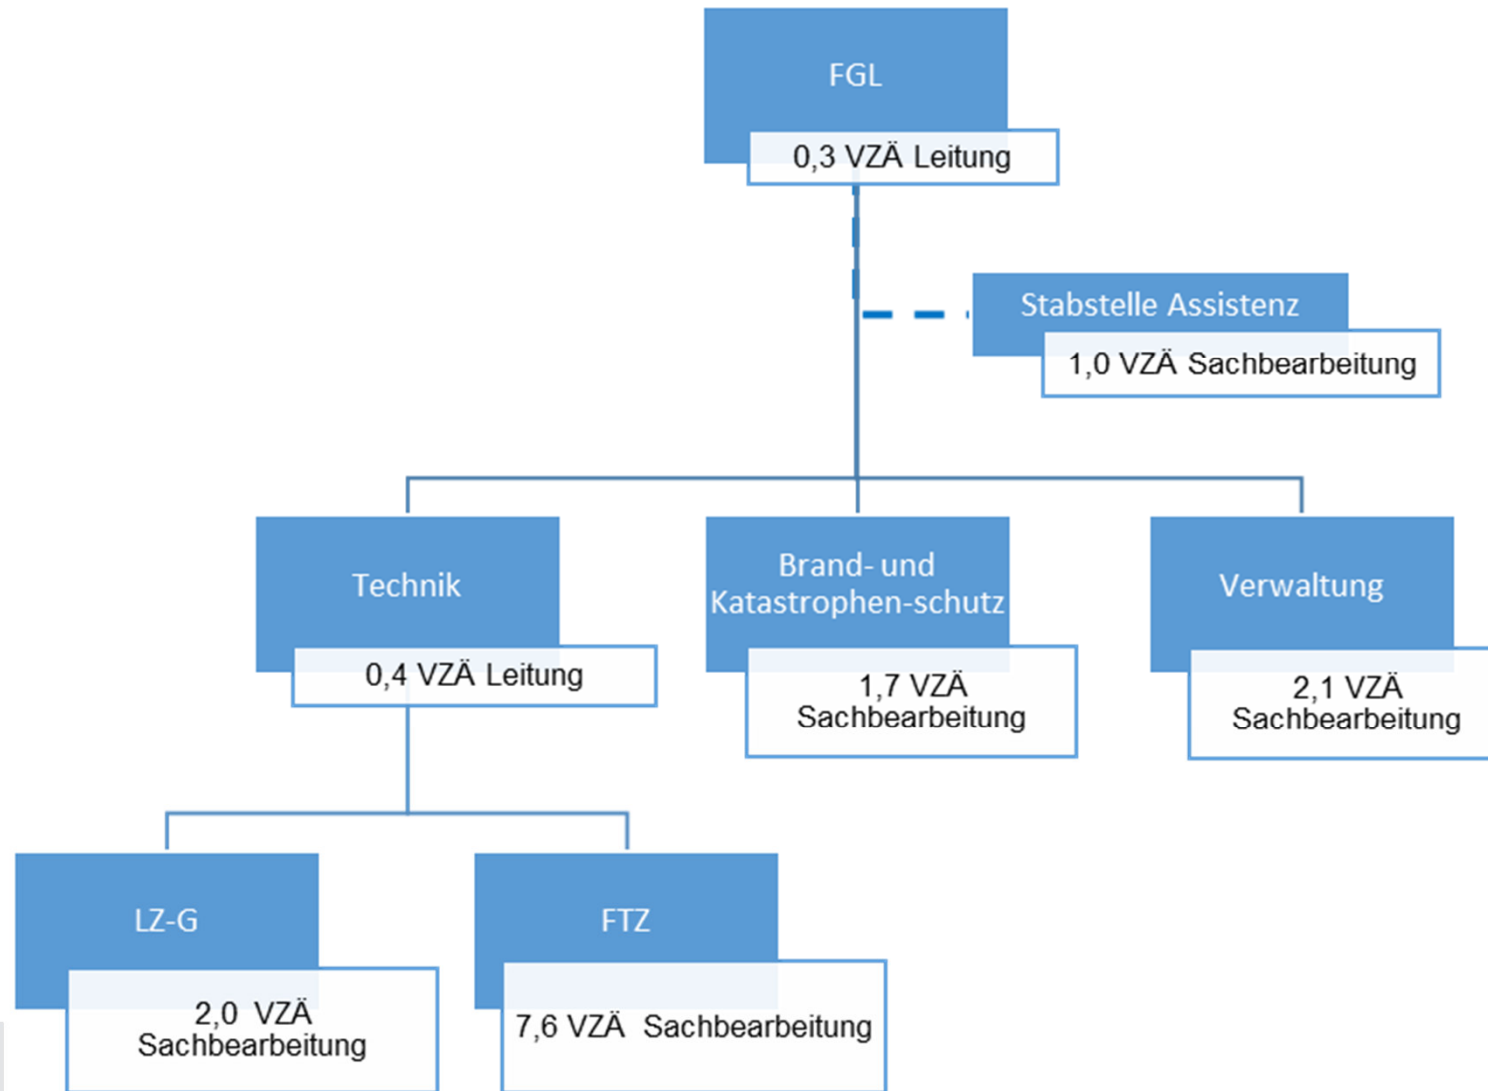 FGL
0,3 VZÄ Leitung
Stabstelle Assistenz
1,0 VZÄ Sachbearbeitung
Technik
0,4 VZÄ Leitung
Brand- und
Katastrophen-schutz
1,7 VZÄ
Sachbearbeitung
Verwaltung
2,1 VZÄ
Sachbearbeitung
LZ-G
2,0 VZÄ
Sachbearbeitung
FTZ
7,6 VZÄ Sachbearbeitung